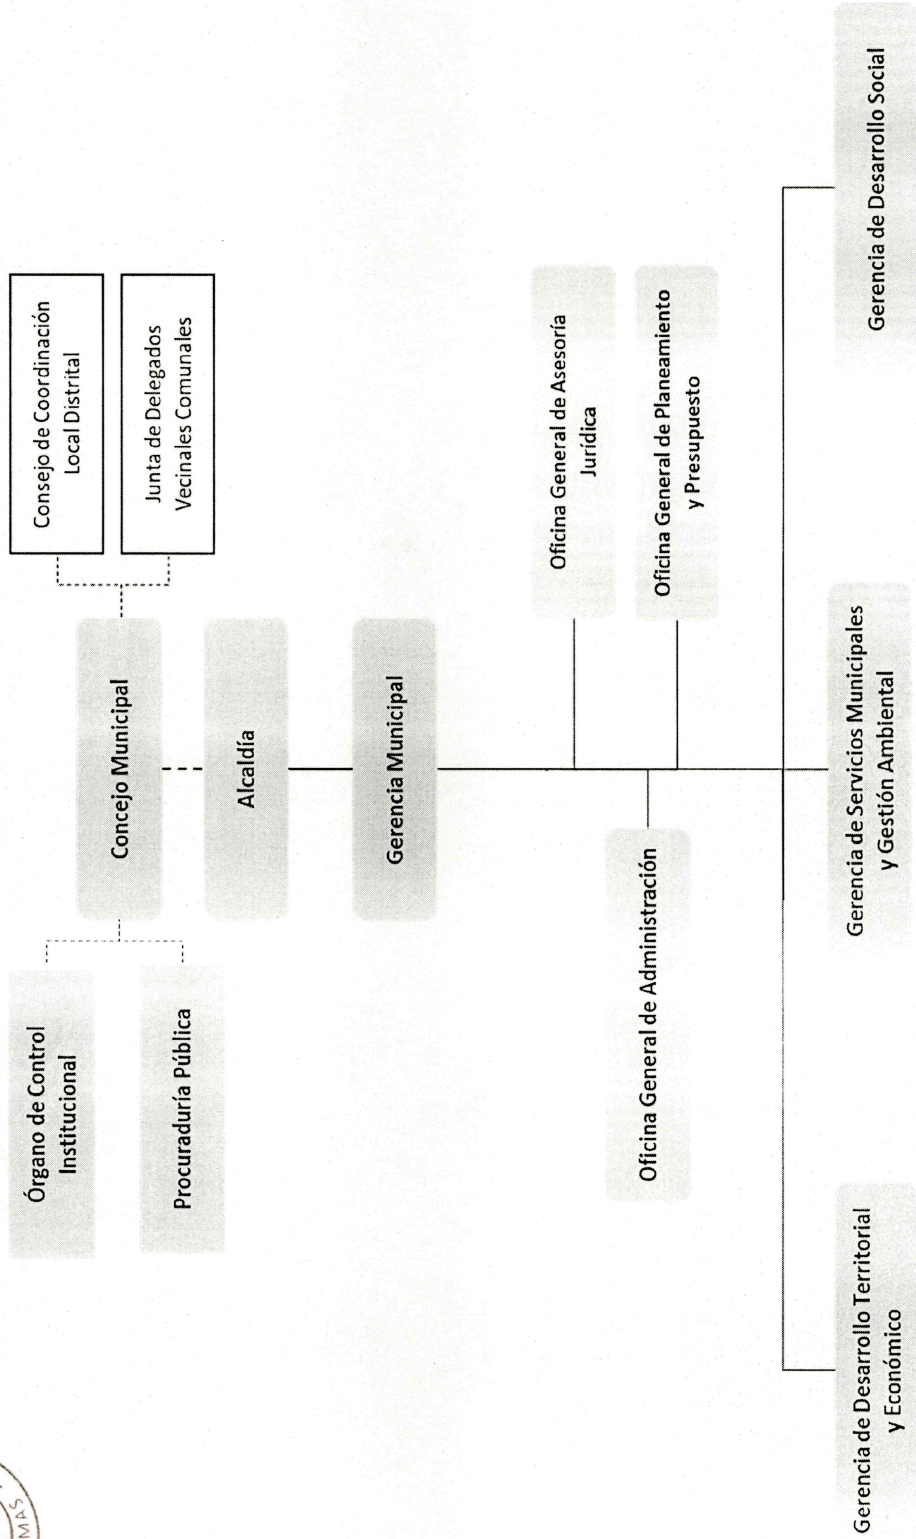 Órgano de Control
Institucional
Procuraduría Pública
Concejo Municipal
Consejo de Coordinación
Local Distrital
Junta de Delegados
Vecinales Comunales
Alcaldía
Gerencia Municipal
Oficina General de Asesoría
Jurídica
Oficina General de Administración
Oficina General de Planeamiento
y Presupuesto
Gerencia de Desarrollo Territorial
y Económico
Gerencia de Servicios Municipales
y Gestión Ambiental
Gerencia de Desarrollo Social
MAS